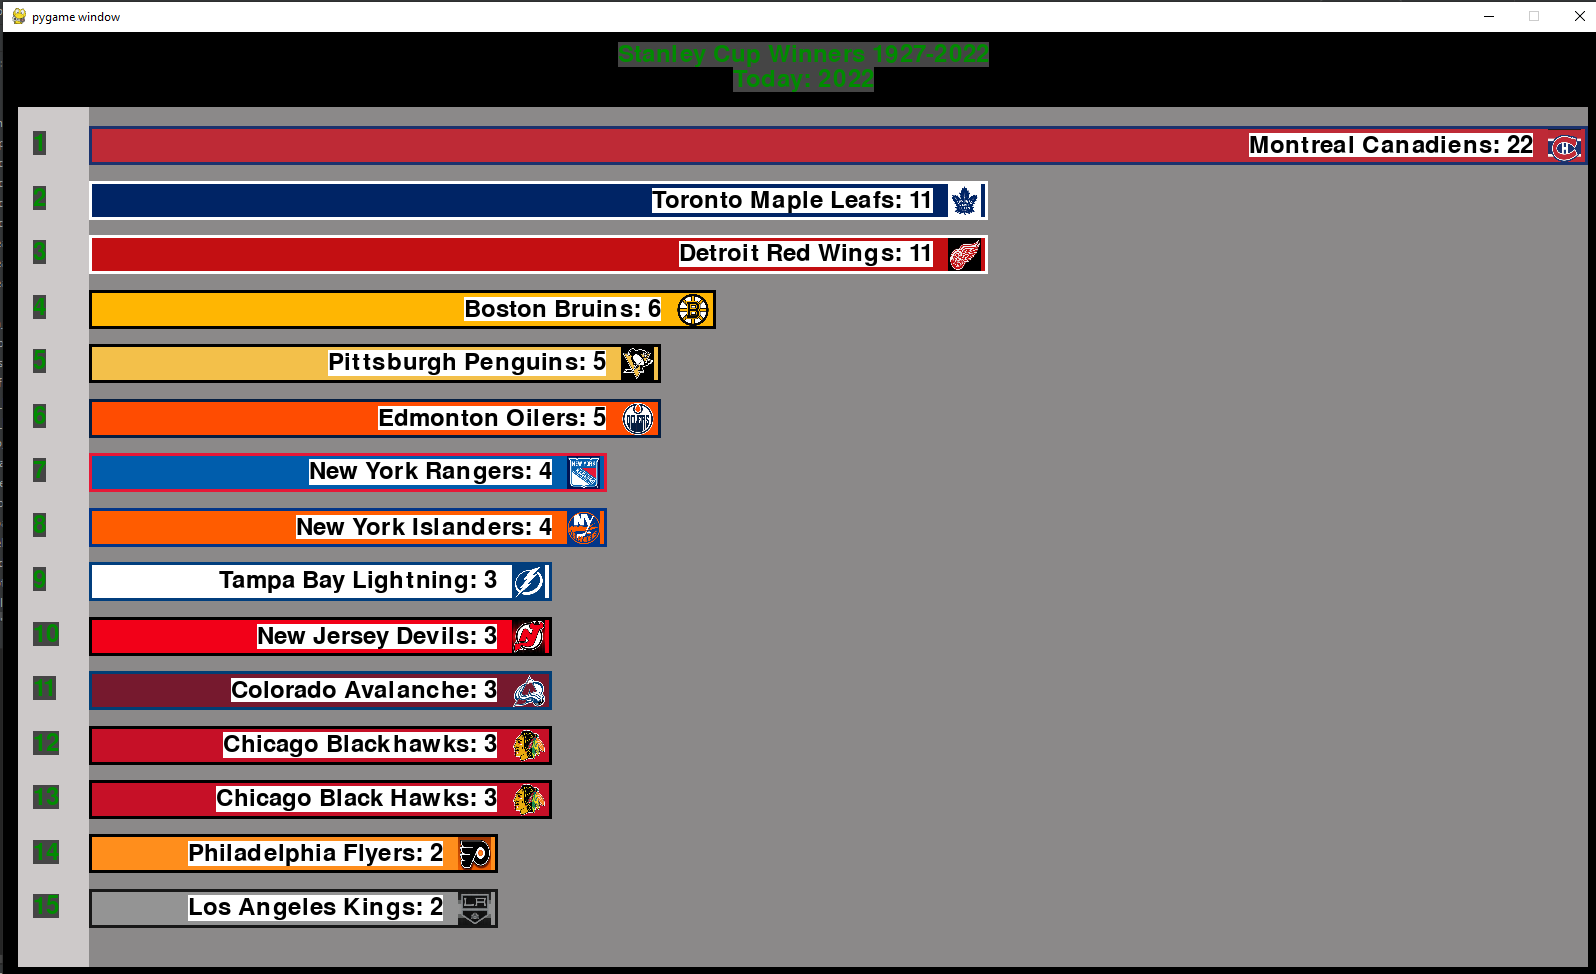 pygame window
Stanley Cup Winners 1927-2022
Today: 2022
1 Montreal Canadiens: 22
2 Toronto Maple Leafs: 11
3 Detroit Red Wings: 11
4 Boston Bruins: 6
5 Pittsburgh Penguins: 5
6 Edmonton Oilers: 5
7 New York Rangers: 4
8 New York Islanders: 4
9 Tampa Bay Lightning: 3
10 New Jersey Devils: 3
11 Colorado Avalanche: 3
12 Chicago Blackhawks: 3
13 Chicago Black Hawks: 3
14 Philadelphia Flyers: 2
15 Los Angeles Kings: 2